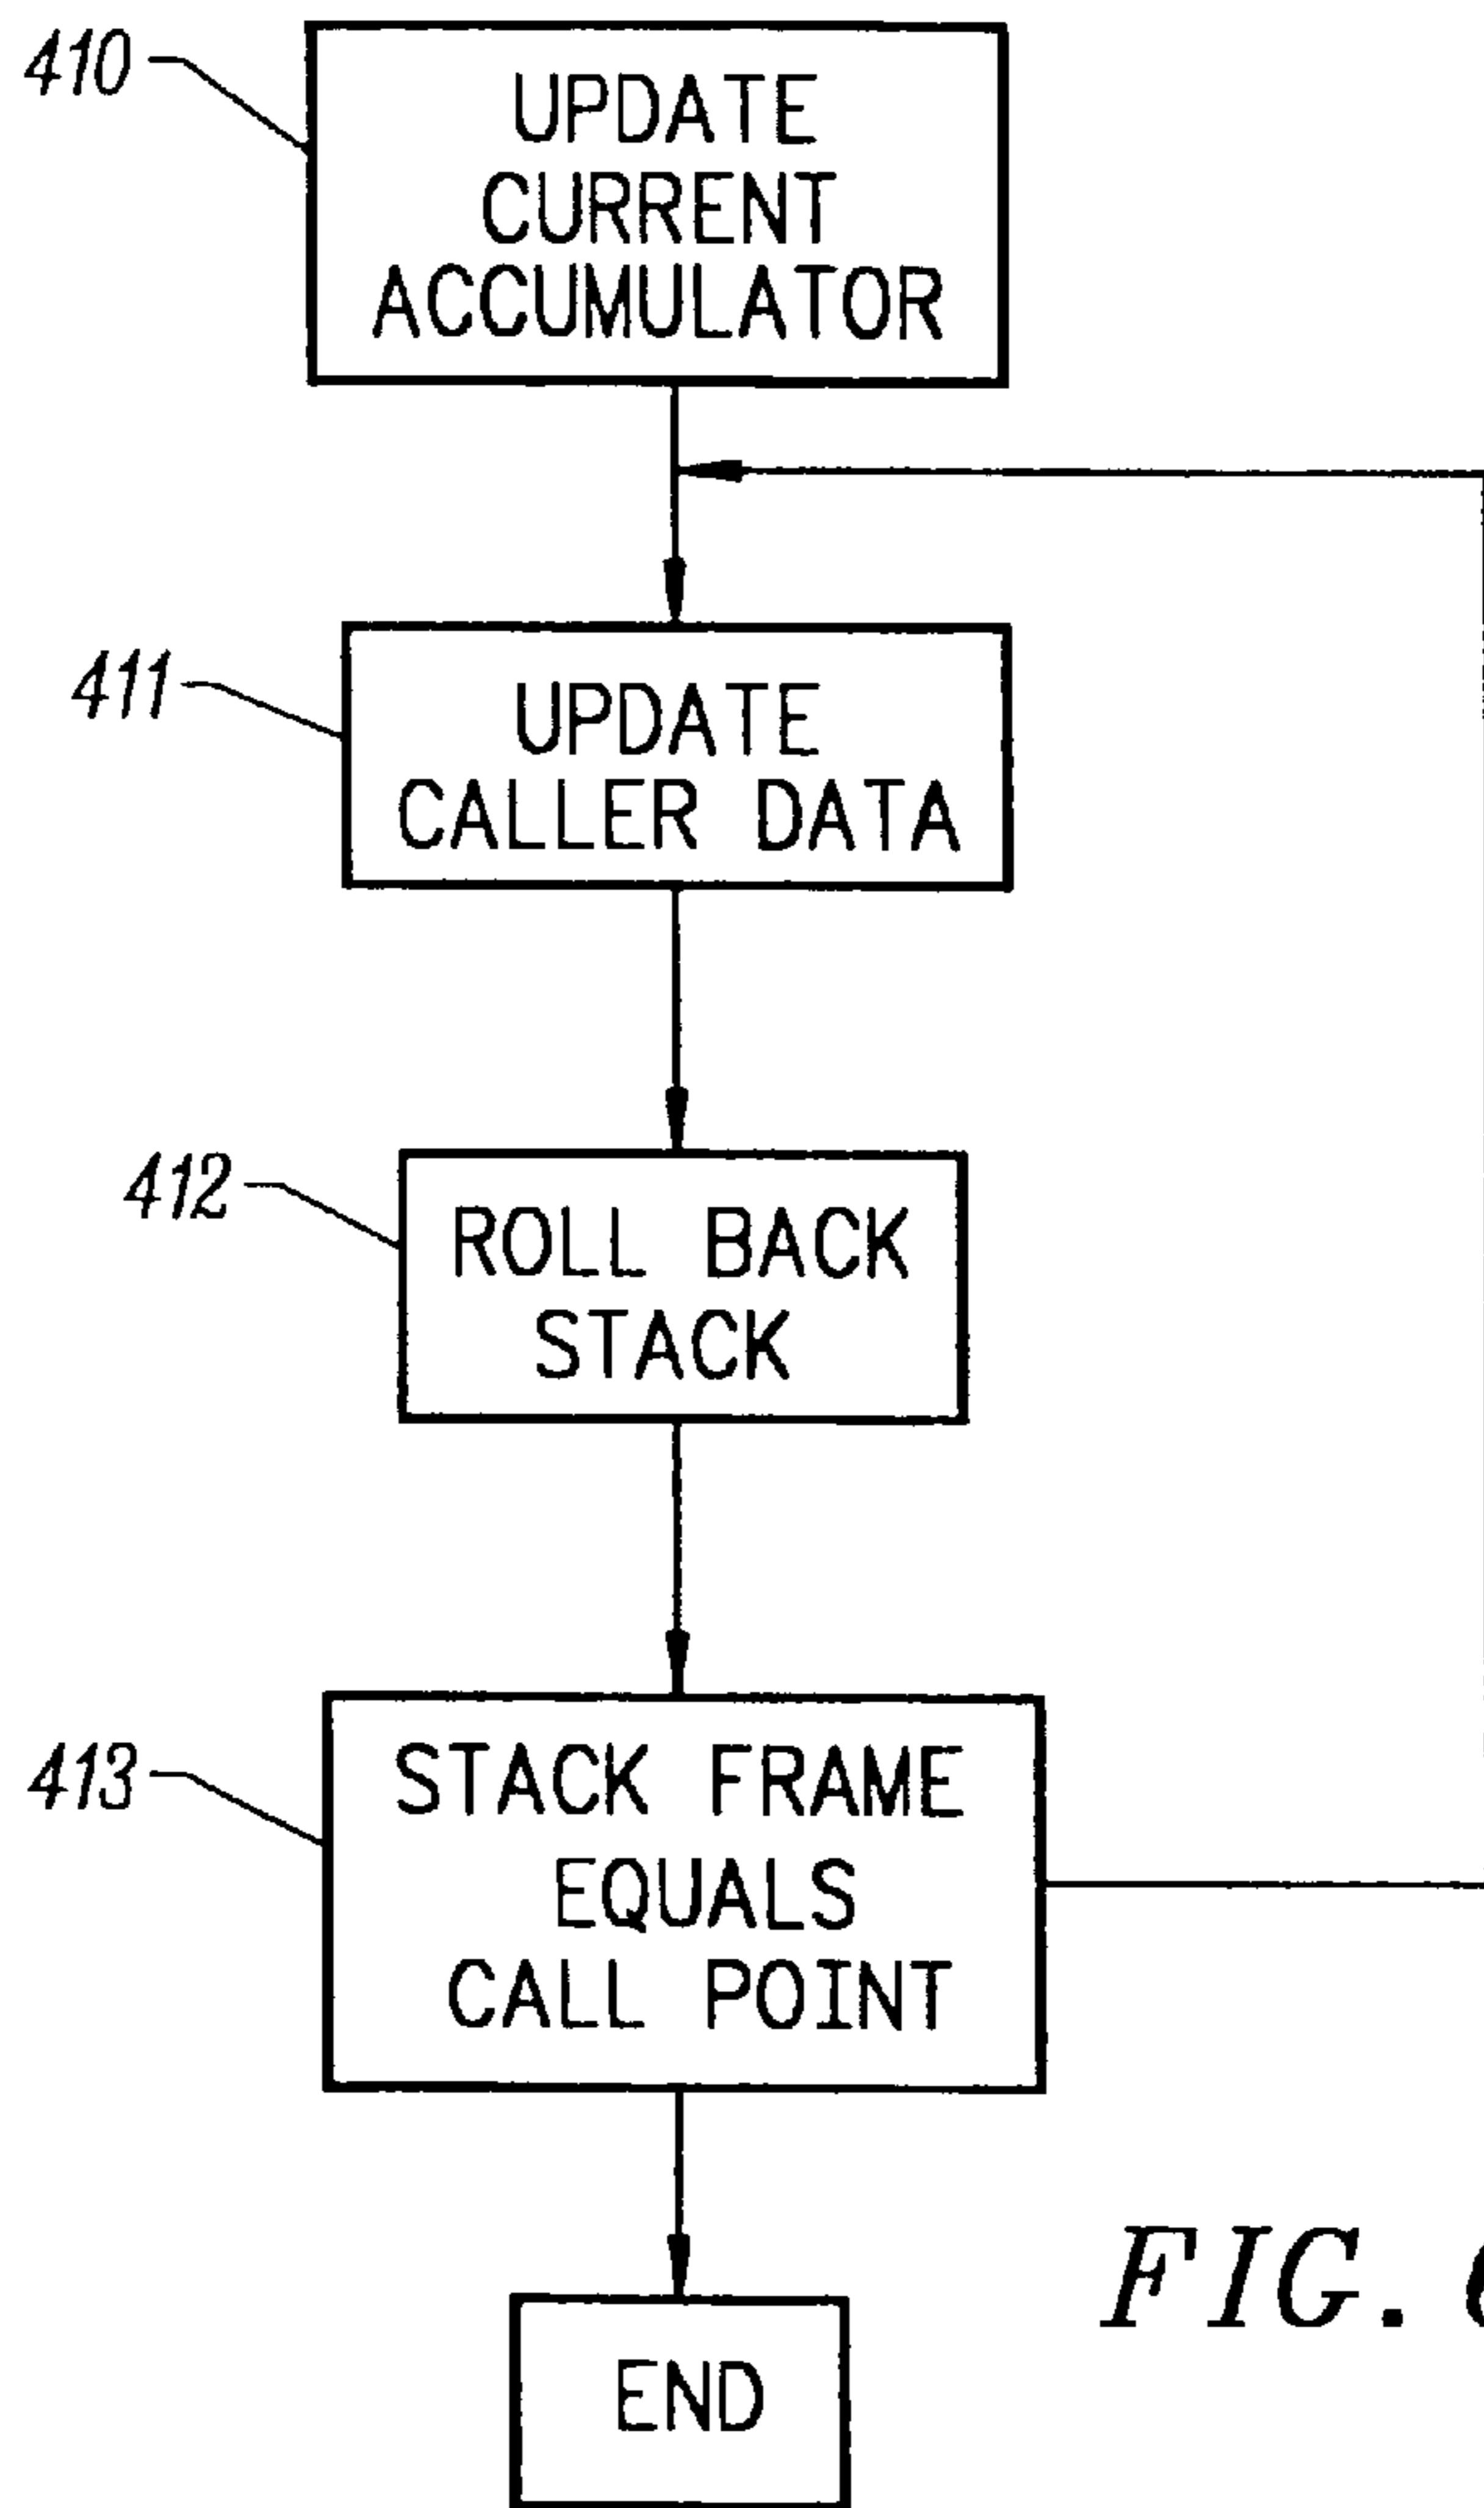 410
UPDATE
CURRENT
ACCUMULATOR
411
UPDATE
CALLER DATA
412
ROLL BACK
STACK
413
STACK FRAME
EQUALS
CALL POINT
END
FIG.